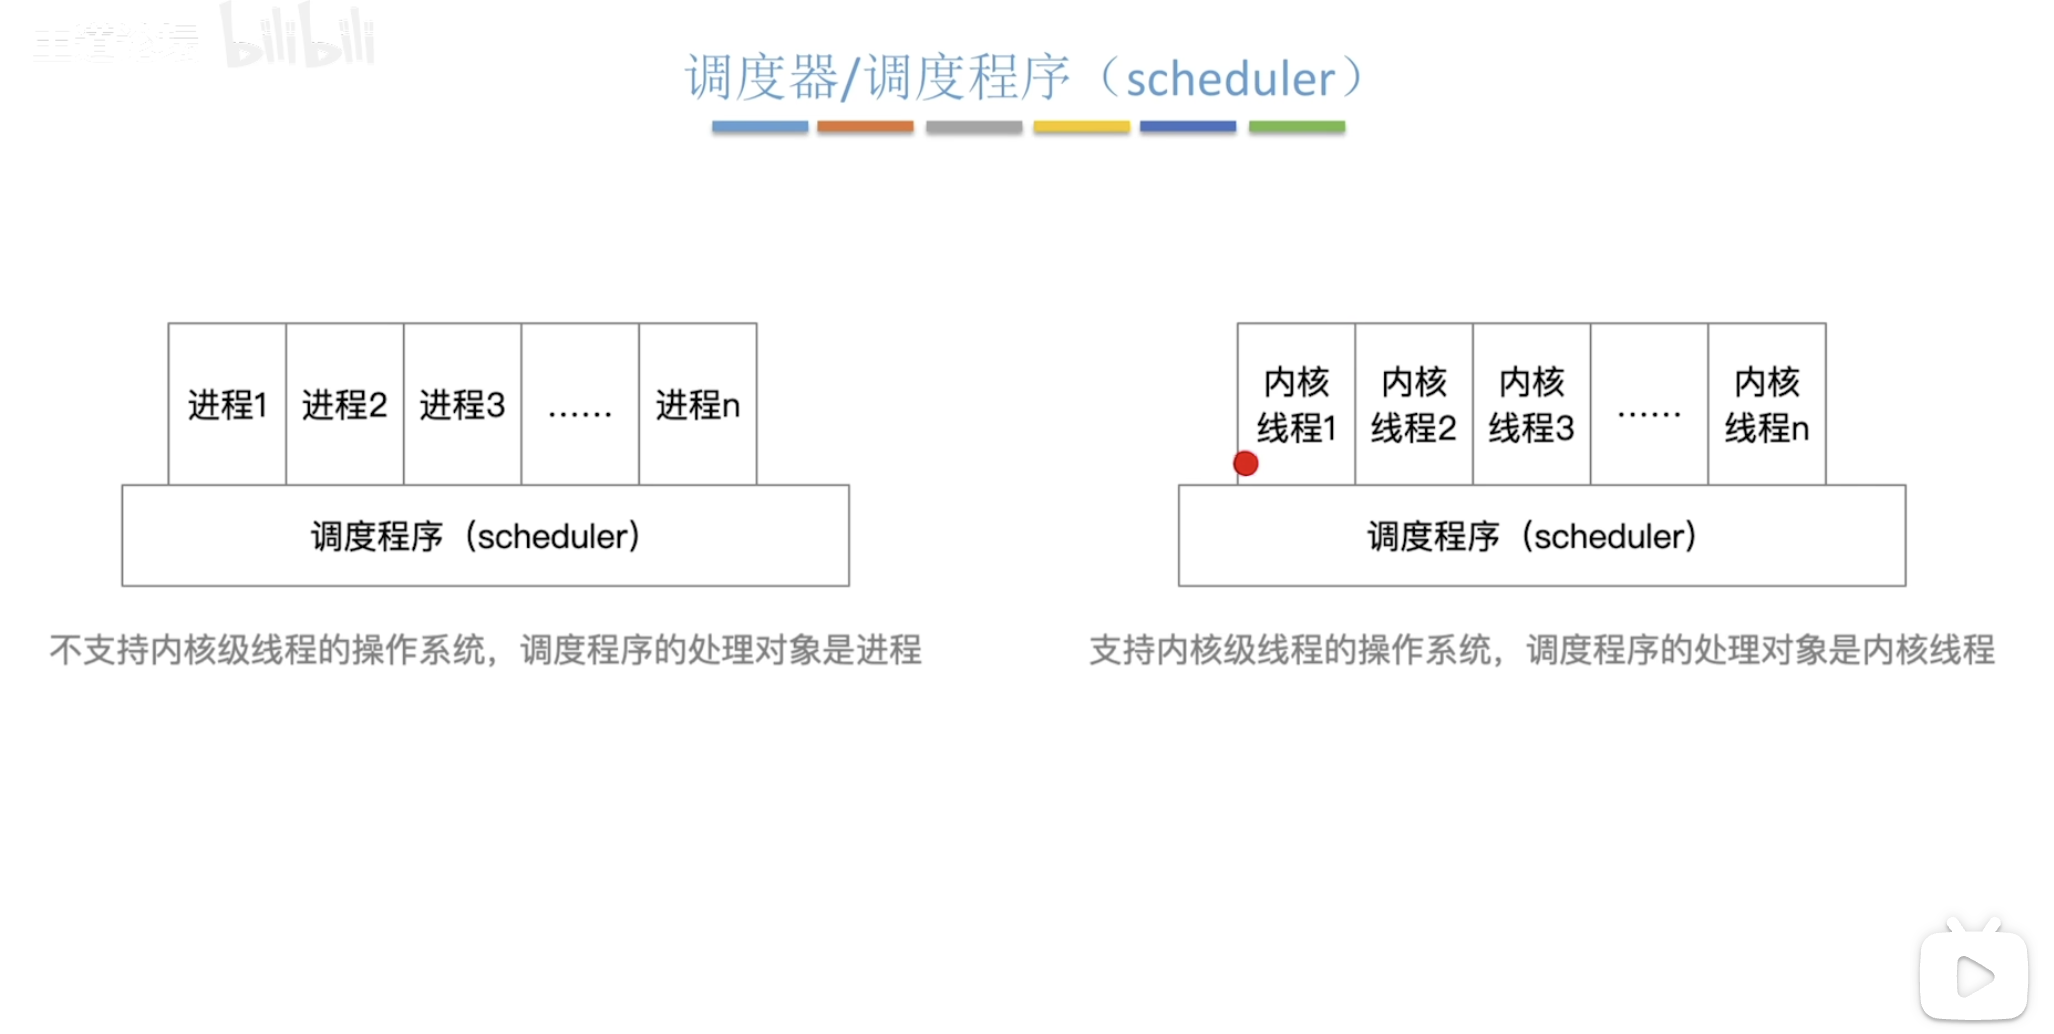 王道论坛 bilibili
调度器/调度程序（scheduler）
进程1 进程2 进程3 …… 进程n
调度程序（scheduler）
不支持内核级线程的操作系统，调度程序的处理对象是进程
内核线程1 内核线程2 内核线程3 …… 内核线程n
调度程序（scheduler）
支持内核级线程的操作系统，调度程序的处理对象是内核线程